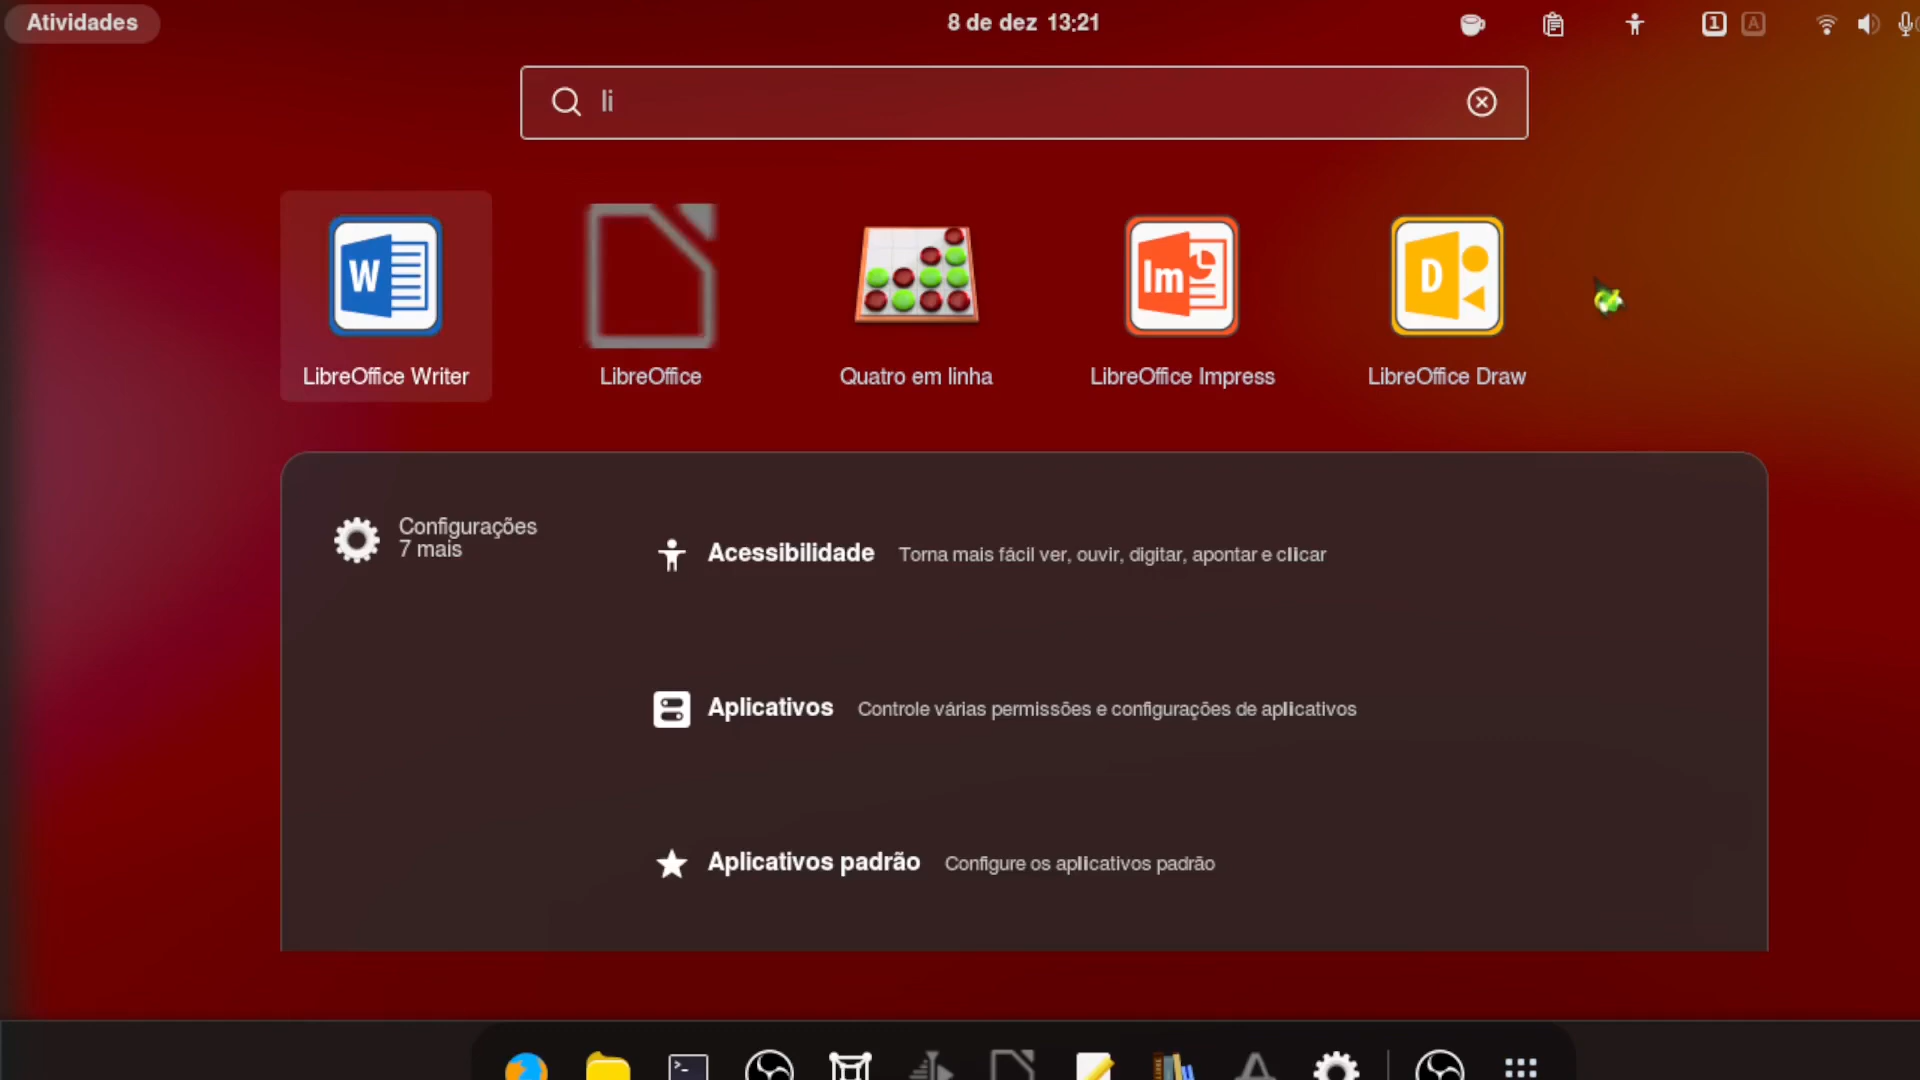 Atividades
8 de dez 13:21
1 A
li
W
Im
D
LibreOffice Writer
LibreOffice
Quatro em linha
LibreOffice Impress
LibreOffice Draw
Configurações
7 mais
Acessibilidade Torna mais fácil ver, ouvir, digitar, apontar e clicar
Aplicativos Controle várias permissões e configurações de aplicativos
Aplicativos padrão Configure os aplicativos padrão